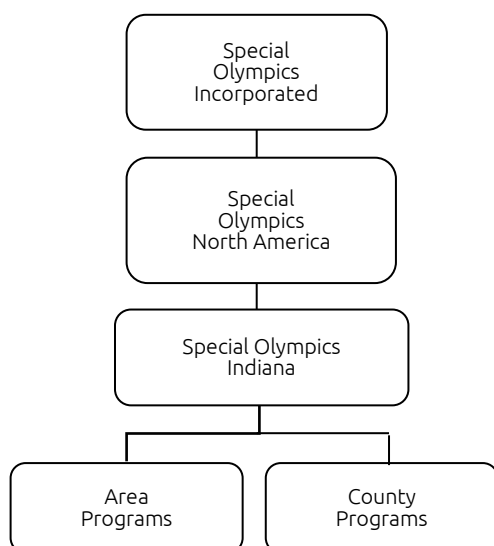 Special
Olympics
Incorporated
Special
Olympics
North America
Special Olympics
Indiana
Area
Programs
County
Programs